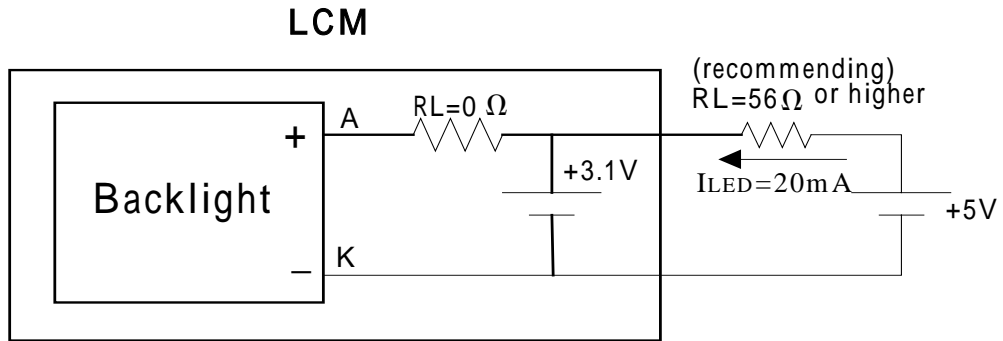 LCM
(recommending)
RL=56Ω or higher
A
RL=0 Ω
+
+3.1V
ILED=20mA
Backlight
+5V
K
−